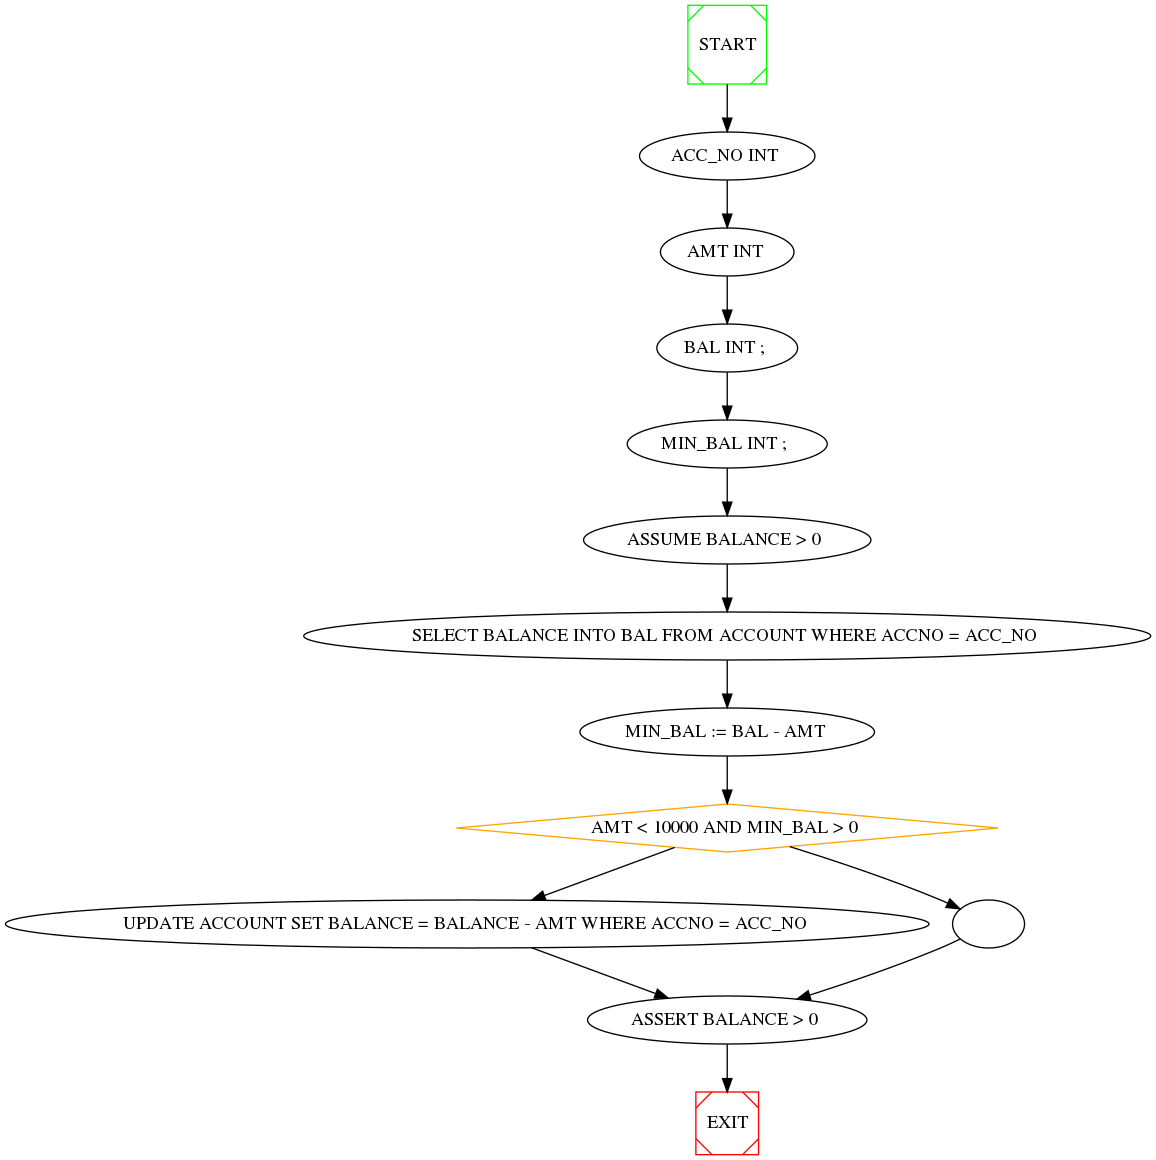 START
ACC_NO INT
AMT INT
BAL INT ;
MIN_BAL INT ;
ASSUME BALANCE > 0
SELECT BALANCE INTO BAL FROM ACCOUNT WHERE ACCNO = ACC_NO
MIN_BAL := BAL - AMT
AMT < 10000 AND MIN_BAL > 0
UPDATE ACCOUNT SET BALANCE = BALANCE - AMT WHERE ACCNO = ACC_NO
ASSERT BALANCE > 0
EXIT